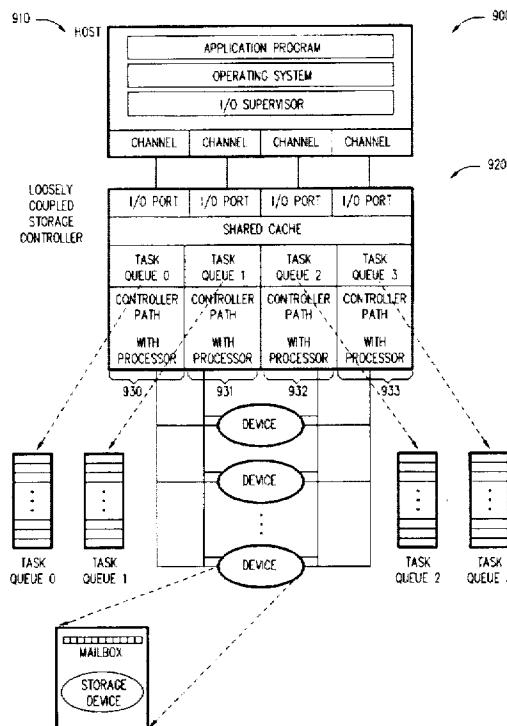 910
HOST
900
APPLICATION PROGRAM
OPERATING SYSTEM
I/O SUPERVISOR
CHANNEL CHANNEL CHANNEL CHANNEL
920
LOOSELY
COUPLED
STORAGE
CONTROLLER
I/O PORT I/O PORT I/O PORT I/O PORT
SHARED CACHE
TASK TASK TASK TASK
QUEUE 0 QUEUE 1 QUEUE 2 QUEUE 3
CONTROLLER CONTROLLER CONTROLLER CONTROLLER
PATH PATH PATH PATH
WITH PROCESSOR WITH PROCESSOR WITH PROCESSOR WITH PROCESSOR
930 931 932 933
DEVICE
DEVICE
DEVICE
TASK TASK TASK TASK
QUEUE 0 QUEUE 1 QUEUE 2 QUEUE
MAILBOX
STORAGE
DEVICE